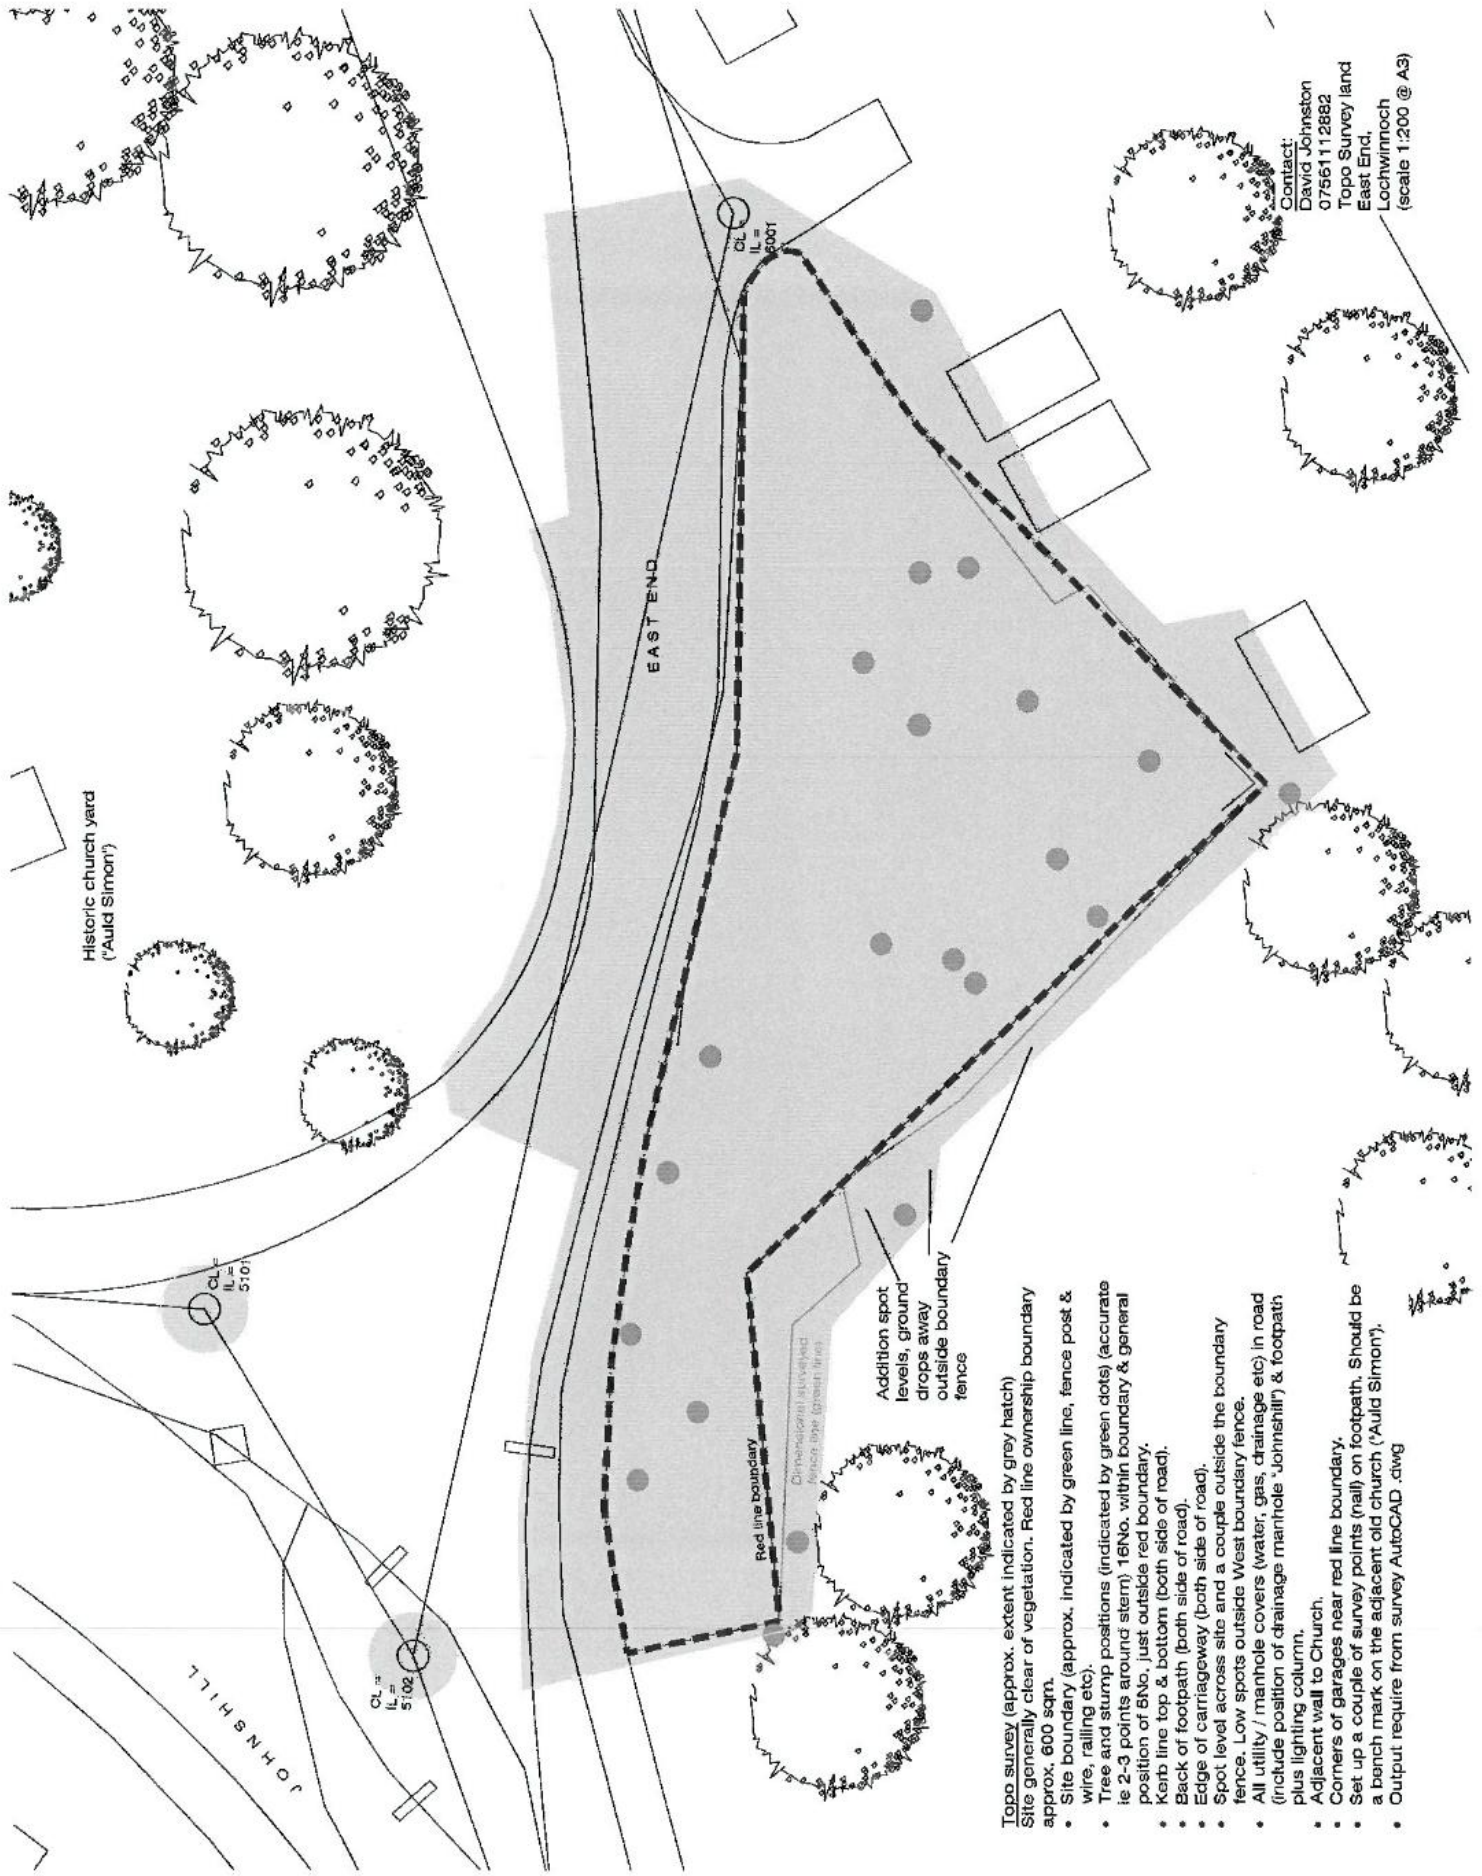 Historic church yard
("Auld Simon")
EAST END
JOHNSHILL
CL =
IL =
5101
CL =
IL =
5102
CL
IL =
6001
Contact:
David Johnston
07561112882
Topo Survey land
East End,
Lochwinnoch
(scale 1:200 @ A3)
Addition spot
levels, ground
drops away
outside boundary
fence
Red line boundary
Dimensional surveyed
fence line (green line)
Topo survey (approx. extent indicated by grey hatch)
Site generally clear of vegetation. Red line ownership boundary
approx. 600 sqm.
• Site boundary (approx. indicated by green line, fence post &
wire, railing etc).
• Tree and stump positions (indicated by green dots) (accurate
ie 2-3 points around stem) 16No. within boundary & general
position of 6No. just outside red boundary.
• Kerb line top & bottom (both side of road).
• Back of footpath (both side of road).
• Edge of carriageway (both side of road).
• Spot level across site and a couple outside the boundary
fence. Low spots outside West boundary fence.
• All utility / manhole covers (water, gas, drainage etc) in road
(include position of drainage manhole "Johnshill") & footpath
plus lighting column.
• Adjacent wall to Church.
• Corners of garages near red line boundary.
• Set up a couple of survey points (nail) on footpath. Should be
a bench mark on the adjacent old church ("Auld Simon").
• Output require from survey AutoCAD .dwg